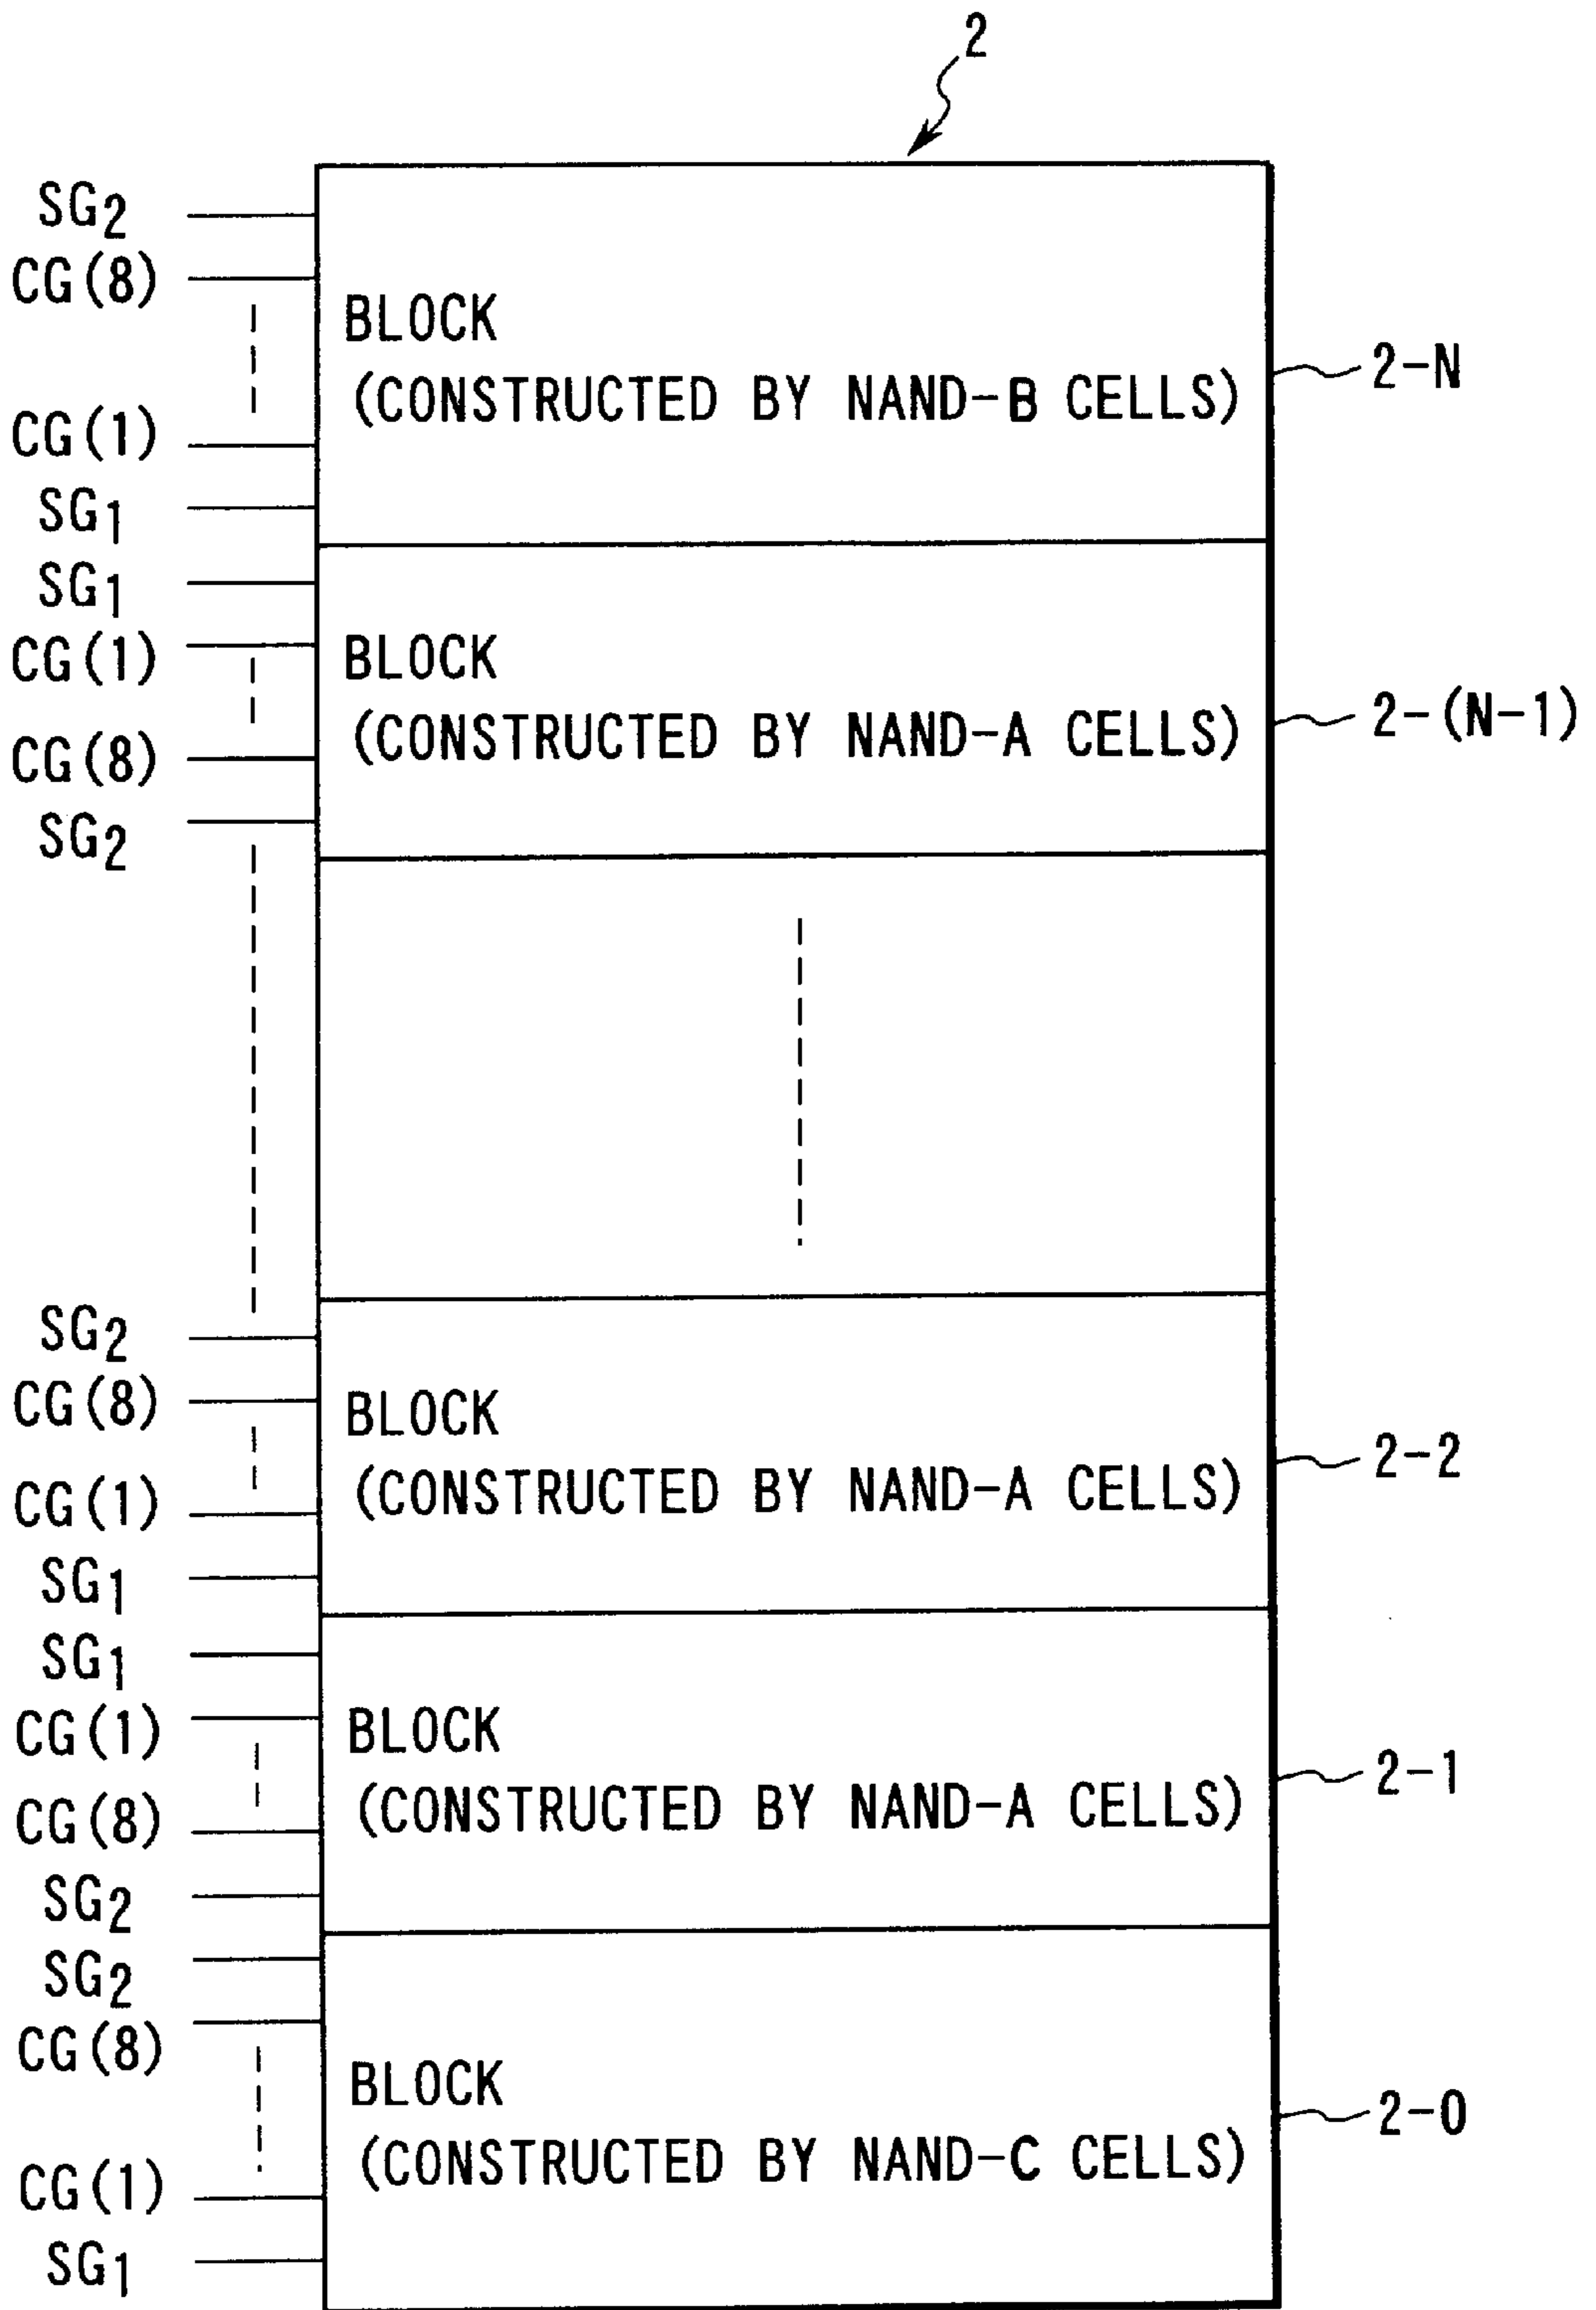 2
SG2
CG(8)
BLOCK
(CONSTRUCTED BY NAND-B CELLS)
2-N
CG(1)
SG1
SG1
CG(1)
BLOCK
(CONSTRUCTED BY NAND-A CELLS)
2-(N-1)
CG(8)
SG2
SG2
CG(8)
BLOCK
(CONSTRUCTED BY NAND-A CELLS)
2-2
CG(1)
SG1
SG1
CG(1)
BLOCK
(CONSTRUCTED BY NAND-A CELLS)
2-1
CG(8)
SG2
SG2
CG(8)
BLOCK
(CONSTRUCTED BY NAND-C CELLS)
2-0
CG(1)
SG1